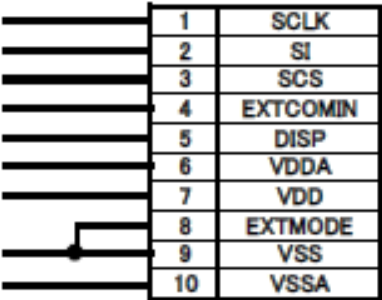 1 SCLK
2 SI
3 SCS
4 EXTCOMIN
5 DISP
6 VDDA
7 VDD
8 EXTMODE
9 VSS
10 VSSA